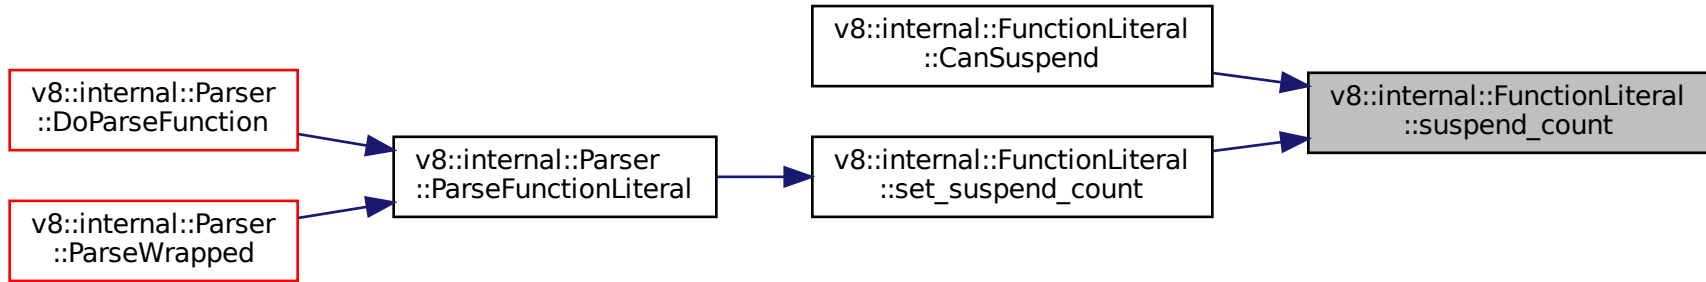 v8::internal::Parser
::DoParseFunction
v8::internal::Parser
::ParseWrapped
v8::internal::Parser
::ParseFunctionLiteral
v8::internal::FunctionLiteral
::CanSuspend
v8::internal::FunctionLiteral
::set_suspend_count
v8::internal::FunctionLiteral
::suspend_count